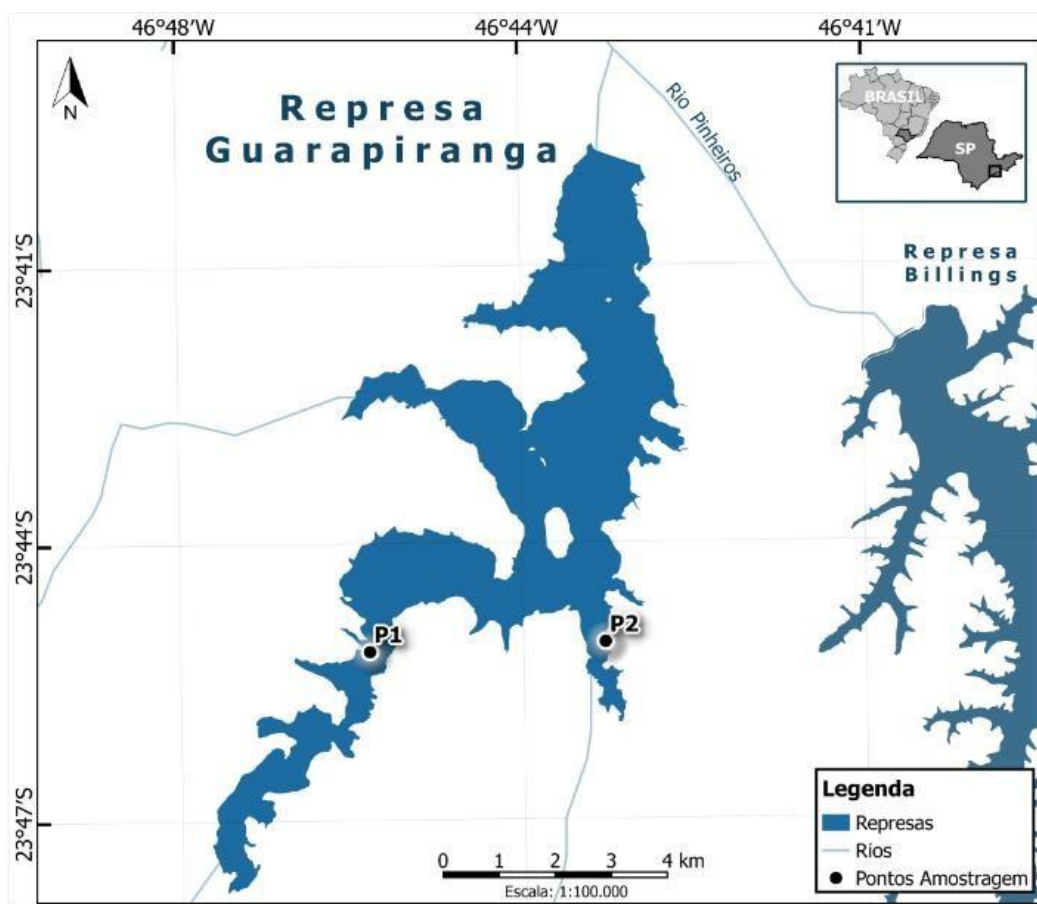 46°48'W
46°44'W
46°41'W
N
Represa
Guarapiranga
Rio Pinheiros
BRASIL
SP
23°41'S
Represa
Billings
23°44'S
P1
P2
23°47'S
Legenda
Represas
Rios
Pontos Amostragem
0 1 2 3 4 km
Escala: 1:100.000